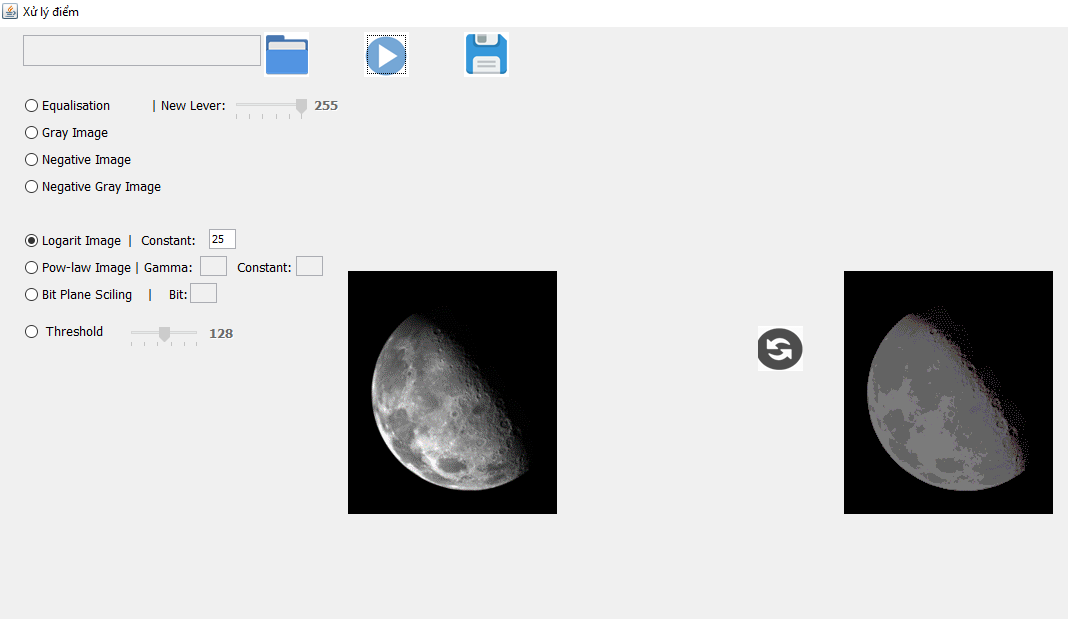 Xử lý điểm
Equalisation | New Lever: 255
Gray Image
Negative Image
Negative Gray Image
Logarit Image | Constant: 25
Pow-law Image | Gamma: Constant:
Bit Plane Sciling | Bit:
Threshold 128